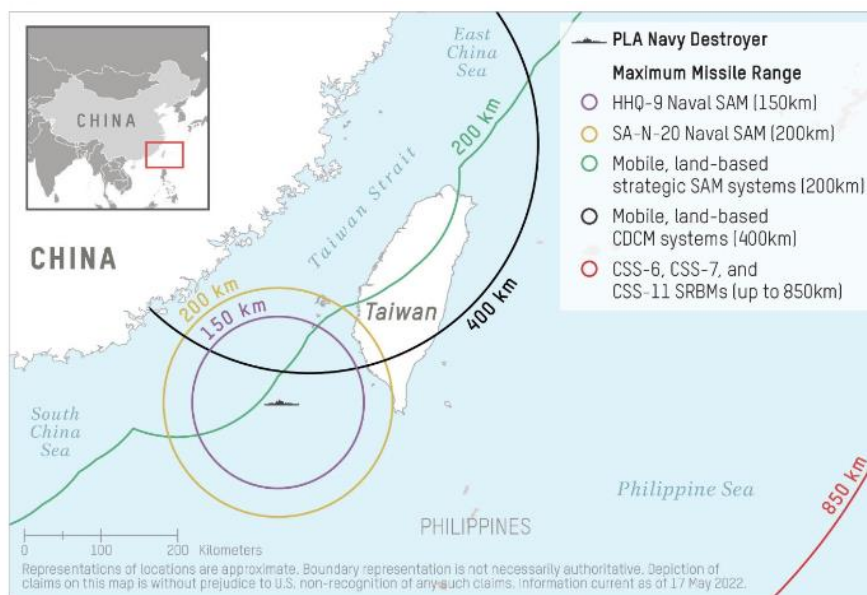 CHINA
East
China
Sea
PLA Navy Destroyer
Maximum Missile Range
HHQ-9 Naval SAM (150km)
SA-N-20 Naval SAM (200km)
Mobile, land-based
strategic SAM systems (200km)
Mobile, land-based
CDCM systems (400km)
CSS-6, CSS-7, and
CSS-11 SRBMs (up to 850km)
200 km
Taiwan Strait
CHINA
200 km
150 km
Taiwan
400 km
South
China
Sea
Philippine Sea
850 km
PHILIPPINES
0 100 200 Kilometers
Representations of locations are approximate. Boundary representation is not necessarily authoritative. Depiction of
claims on this map is without prejudice to U.S. non-recognition of any such claims. Information current as of 17 May 2022.